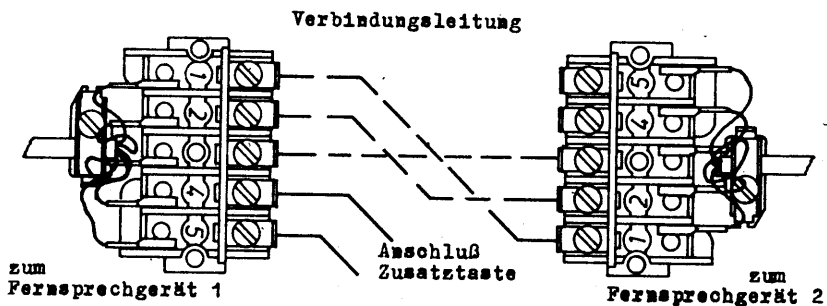 Verbindungsleitung
1
2
4
5
5
4
2
1
Anschluß
Zusatztaste
zum
Fernsprechgerät 1
zum
Fernsprechgerät 2